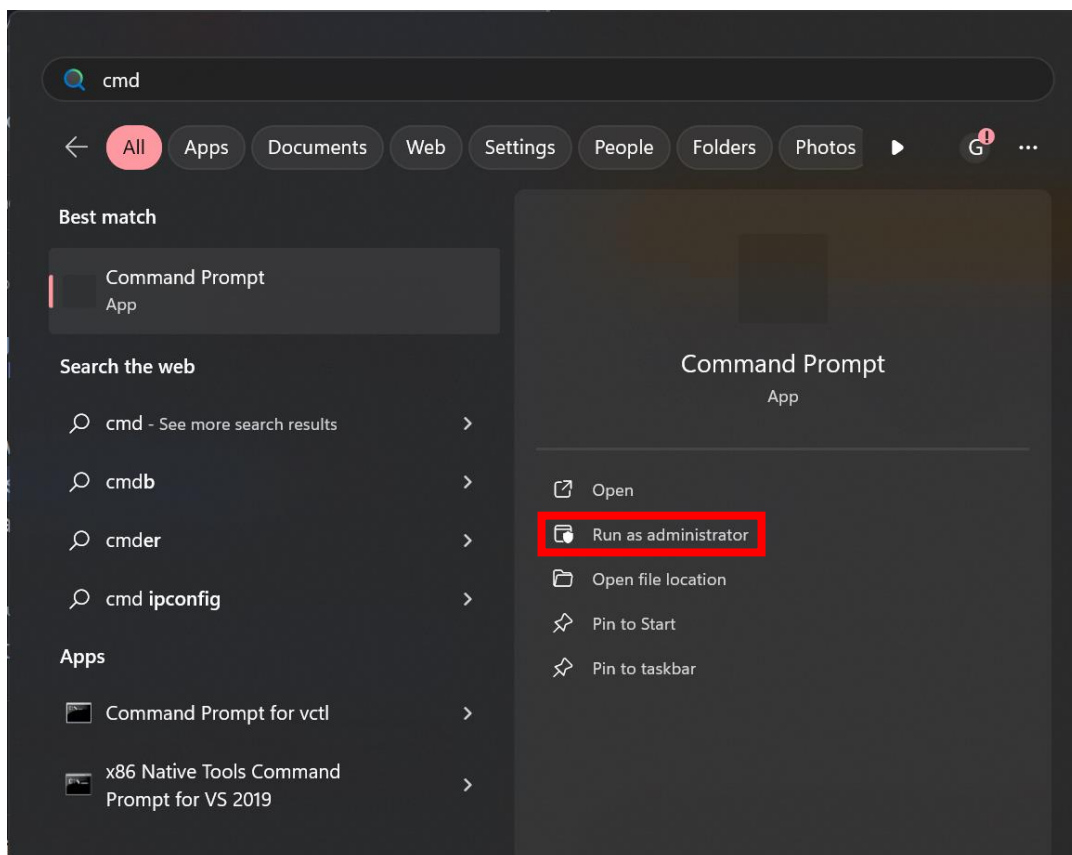 cmd
All Apps Documents Web Settings People Folders Photos G
Best match
Command Prompt
App
Search the web
cmd - See more search results
cmdb
cmder
cmd ipconfig
Apps
Command Prompt for vctl
x86 Native Tools Command
Prompt for VS 2019
Command Prompt
App
Open
Run as administrator
Open file location
Pin to Start
Pin to taskbar